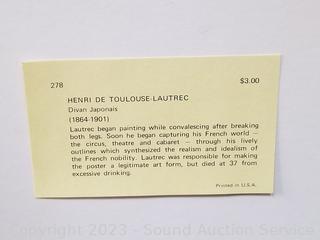 278 $3.00
HENRI DE TOULOUSE-LAUTREC
Divan Japonais
(1864-1901)
Lautrec began painting while convalescing after breaking
both legs. Soon he began capturing his French world –
the circus, theatre and cabaret – through his lively
outlines which synthesized the realism and idealism of
the French nobility. Lautrec was responsible for making
the poster a legitimate art form, but died at 37 from
excessive drinking.
Printed in U.S.A.
Copyright 2023 - Sound Auction Service